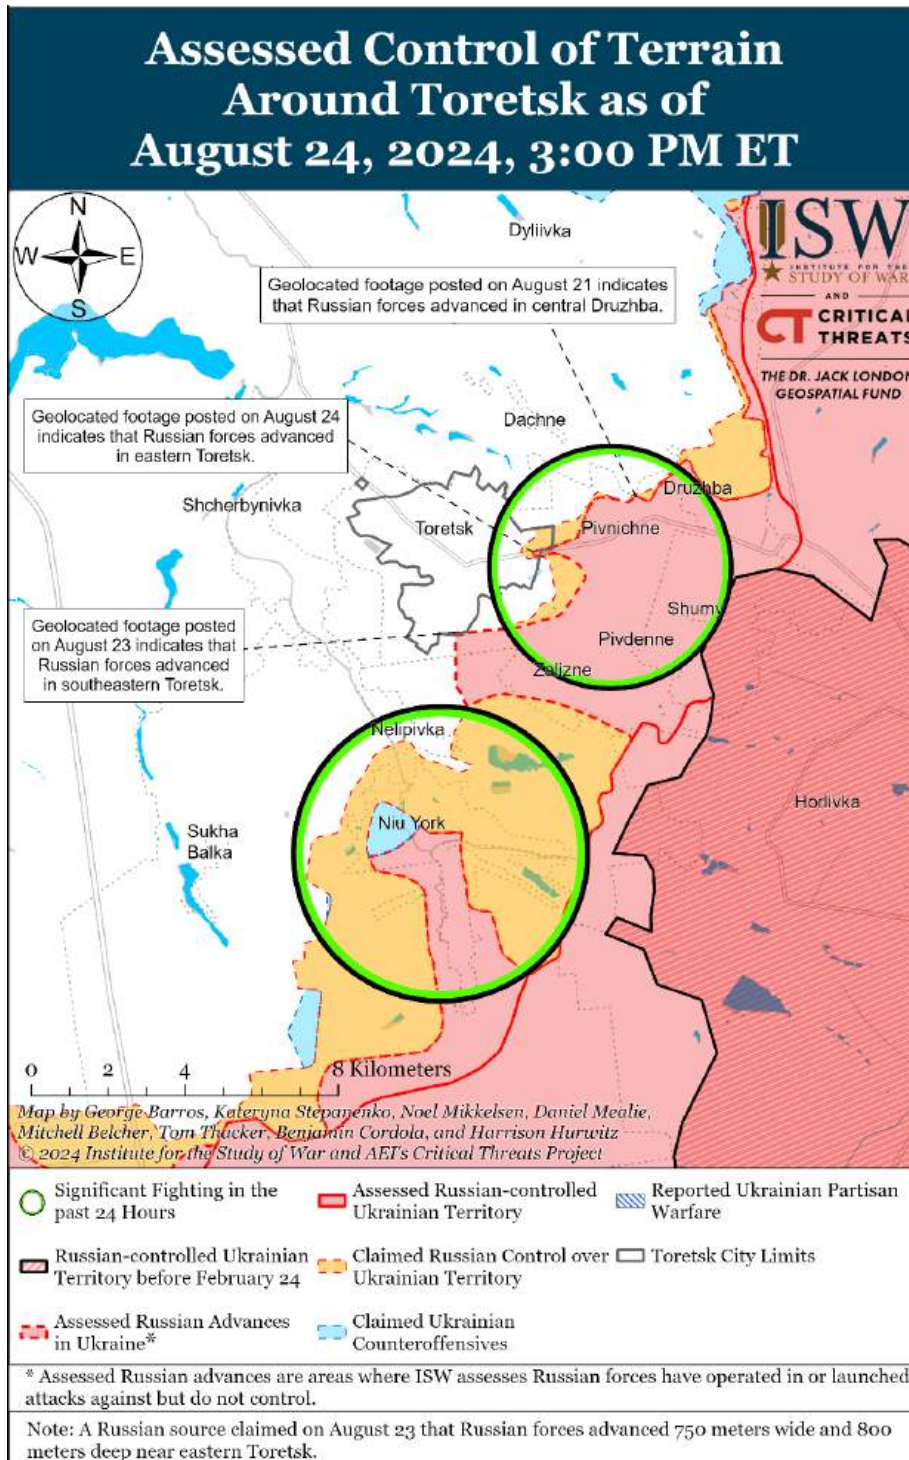 Assessed Control of Terrain
Around Toretsk as of
August 24, 2024, 3:00 PM ET
N
W
E
S
Dyliivka
ISW
INSTITUTE FOR THE
STUDY OF WAR
AND
CT CRITICAL
THREATS
THE DR. JACK LONDON
GEOSPATIAL FUND
Geolocated footage posted on August 21 indicates
that Russian forces advanced in central Druzhba.
Geolocated footage posted on August 24
indicates that Russian forces advanced
in eastern Toretsk.
Dachne
Druzhba
Shcherbynivka
Toretsk
Pivnichne
Shumy
Geolocated footage posted
on August 23 indicates that
Russian forces advanced
in southeastern Toretsk.
Pivdenne
Zalizne
Nelipivka
Horlivka
Niu York
Sukha
Balka
0 2 4 8 Kilometers
Map by George Barros, Kateryna Stepanenko, Noel Mikkelsen, Daniel Mealie,
Mitchell Belcher, Tom Thacker, Benjamin Cordola, and Harrison Hurwitz
© 2024 Institute for the Study of War and AEI's Critical Threats Project
Significant Fighting in the
past 24 Hours
Assessed Russian-controlled
Ukrainian Territory
Reported Ukrainian Partisan
Warfare
Russian-controlled Ukrainian
Territory before February 24
Claimed Russian Control over
Ukrainian Territory
Toretsk City Limits
Assessed Russian Advances
in Ukraine*
Claimed Ukrainian
Counteroffensives
* Assessed Russian advances are areas where ISW assesses Russian forces have operated in or launched
attacks against but do not control.
Note: A Russian source claimed on August 23 that Russian forces advanced 750 meters wide and 800
meters deep near eastern Toretsk.